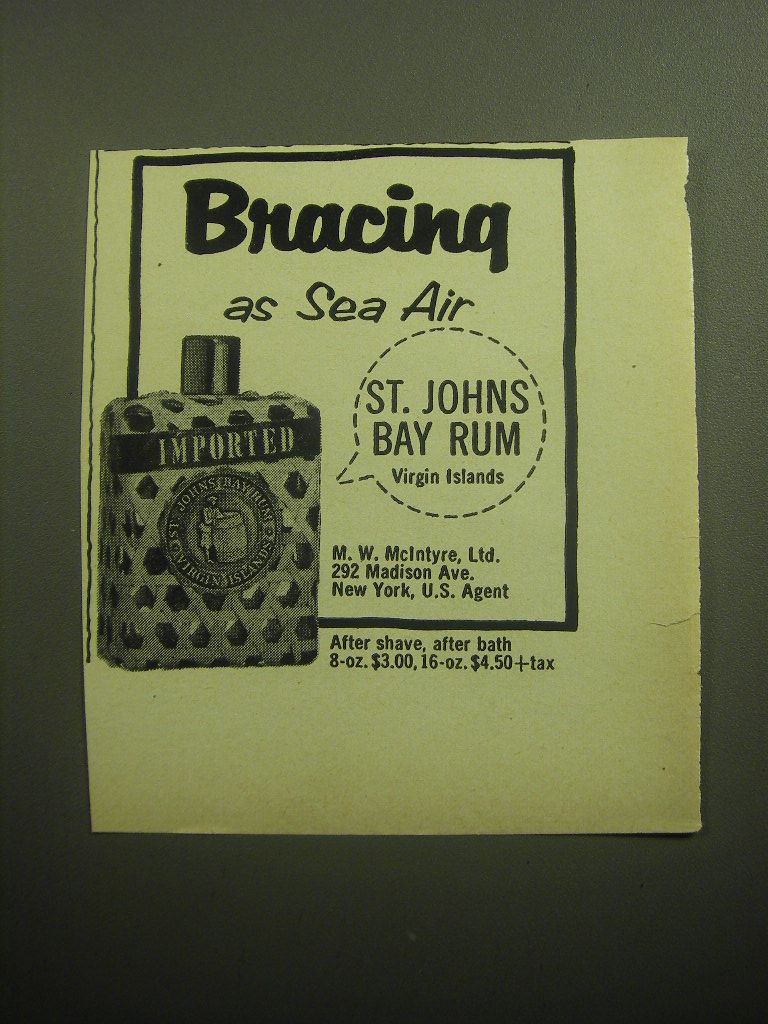 Bracing
as Sea Air
ST. JOHNS
BAY RUM
Virgin Islands
IMPORTED
ST. JOHNS BAY RUM
VIRGIN ISLANDS
M. W. McIntyre, Ltd.
292 Madison Ave.
New York, U.S. Agent
After shave, after bath
8-oz. $3.00, 16-oz. $4.50+tax